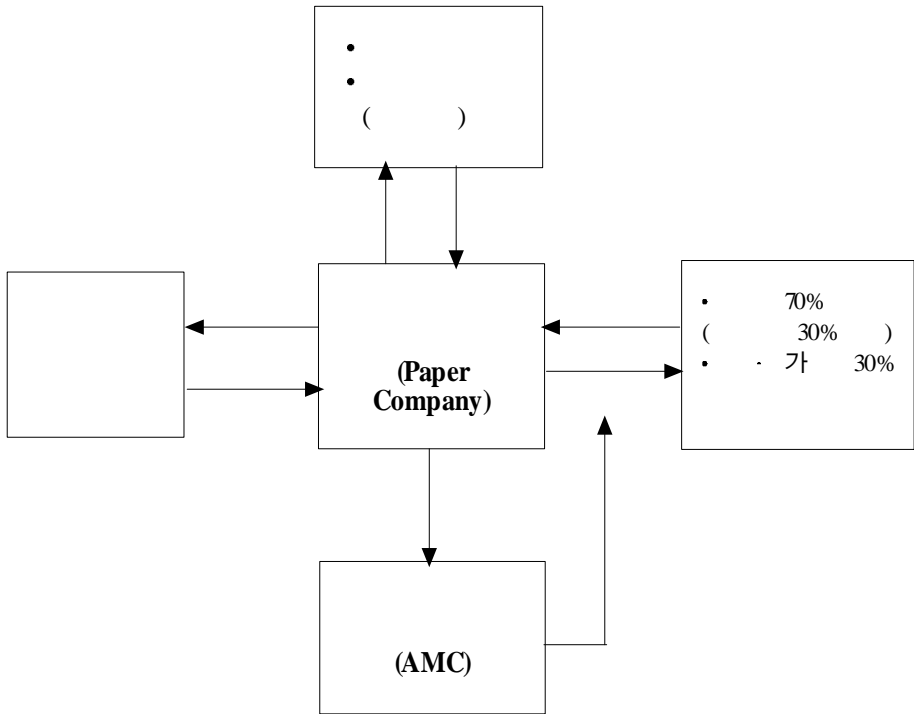 •
•
( )
• 70%
( 30% )
• · 가 30%
(Paper
Company)
(AMC)